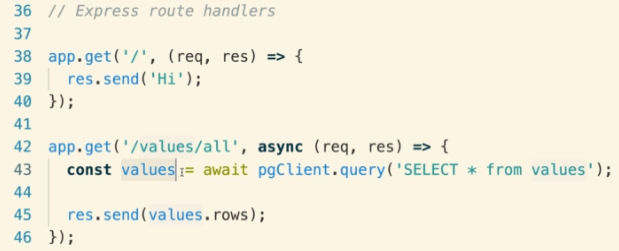 36 // Express route handlers
37
38 app.get('/', (req, res) => {
39   res.send('Hi');
40 });
41
42 app.get('/values/all', async (req, res) => {
43   const values = await pgClient.query('SELECT * from values');
44
45   res.send(values.rows);
46 });